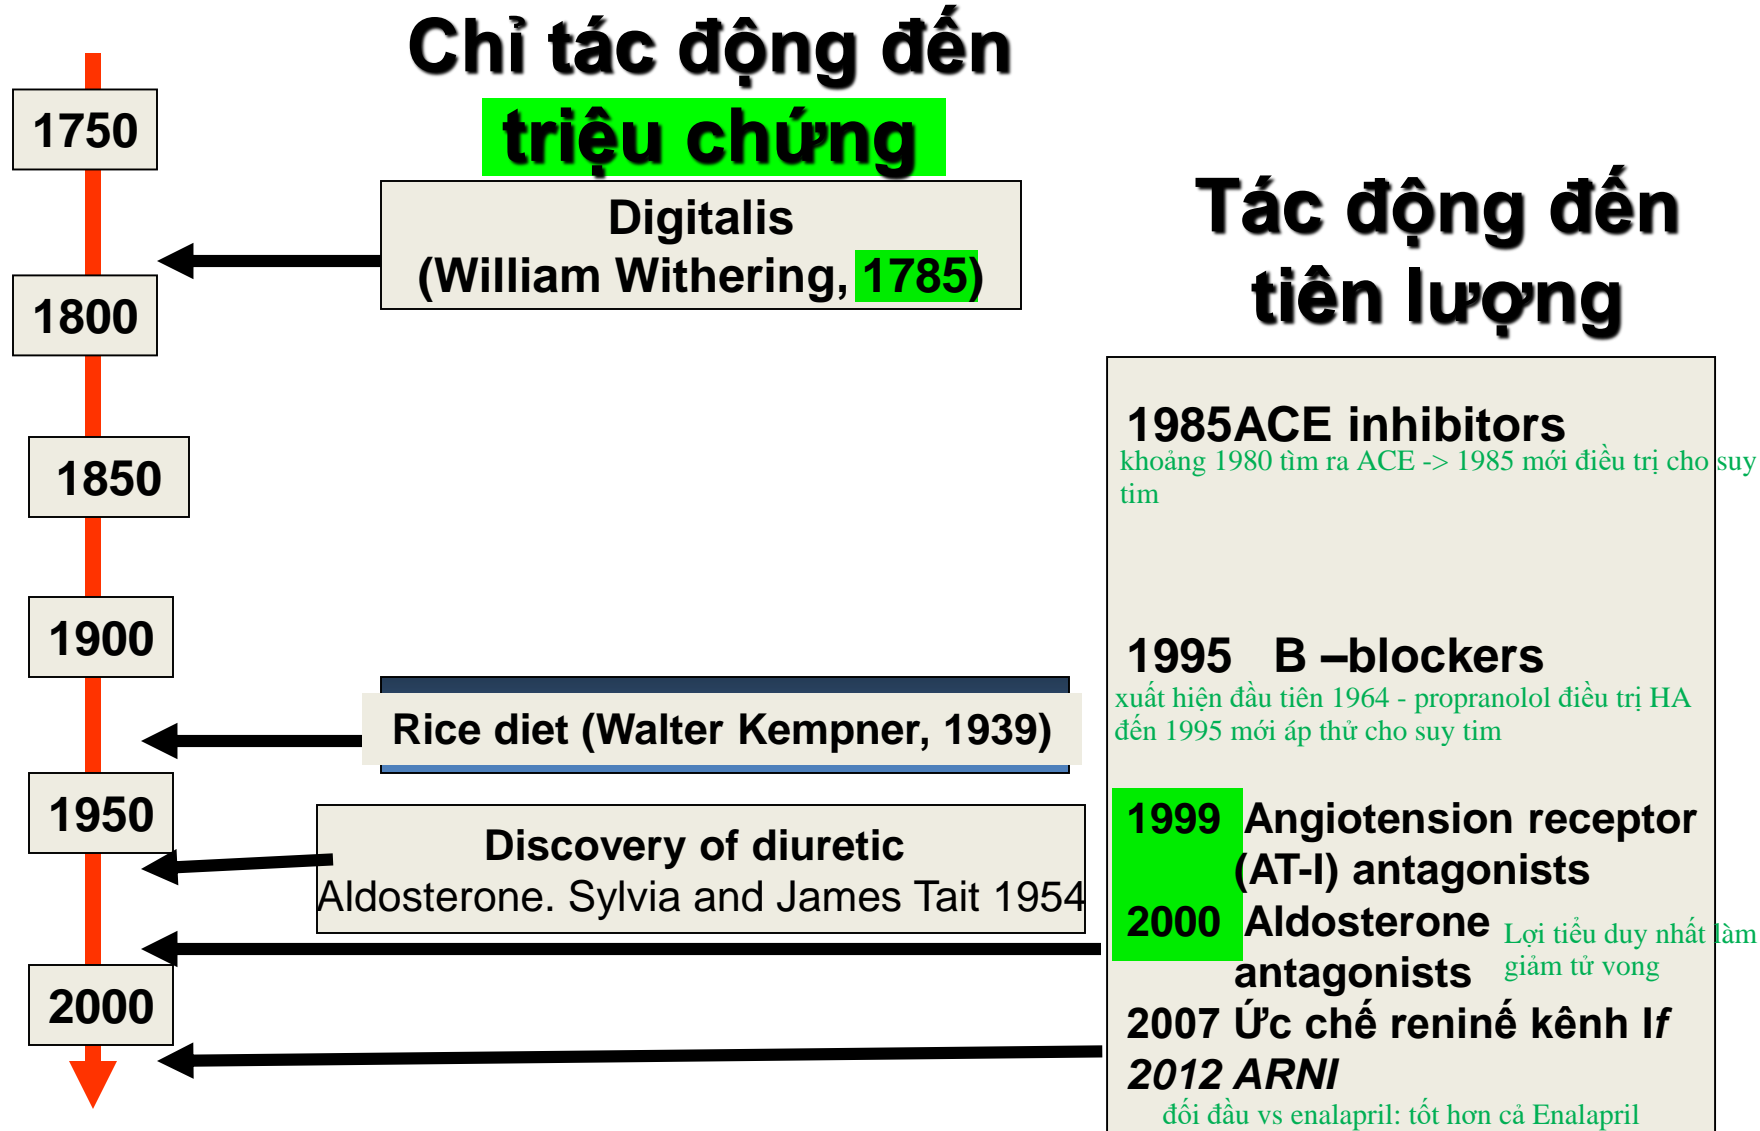 Chỉ tác động đến
triệu chứng
1750
1800
1850
1900
1950
2000
Digitalis
(William Withering, 1785)
Rice diet (Walter Kempner, 1939)
Discovery of diuretic
Aldosterone. Sylvia and James Tait 1954
Tác động đến
tiên lượng
1985ACE inhibitors
khoảng 1980 tìm ra ACE -> 1985 mới điều trị cho suy
tim
1995 B –blockers
xuất hiện đầu tiên 1964 - propranolol điều trị HA
đến 1995 mới áp thử cho suy tim
1999 Angiotension receptor
(AT-I) antagonists
2000 Aldosterone
antagonists
Lợi tiểu duy nhất làm
giảm tử vong
2007 Ức chế reninế kênh If
2012 ARNI
đối đầu vs enalapril: tốt hơn cả Enalapril